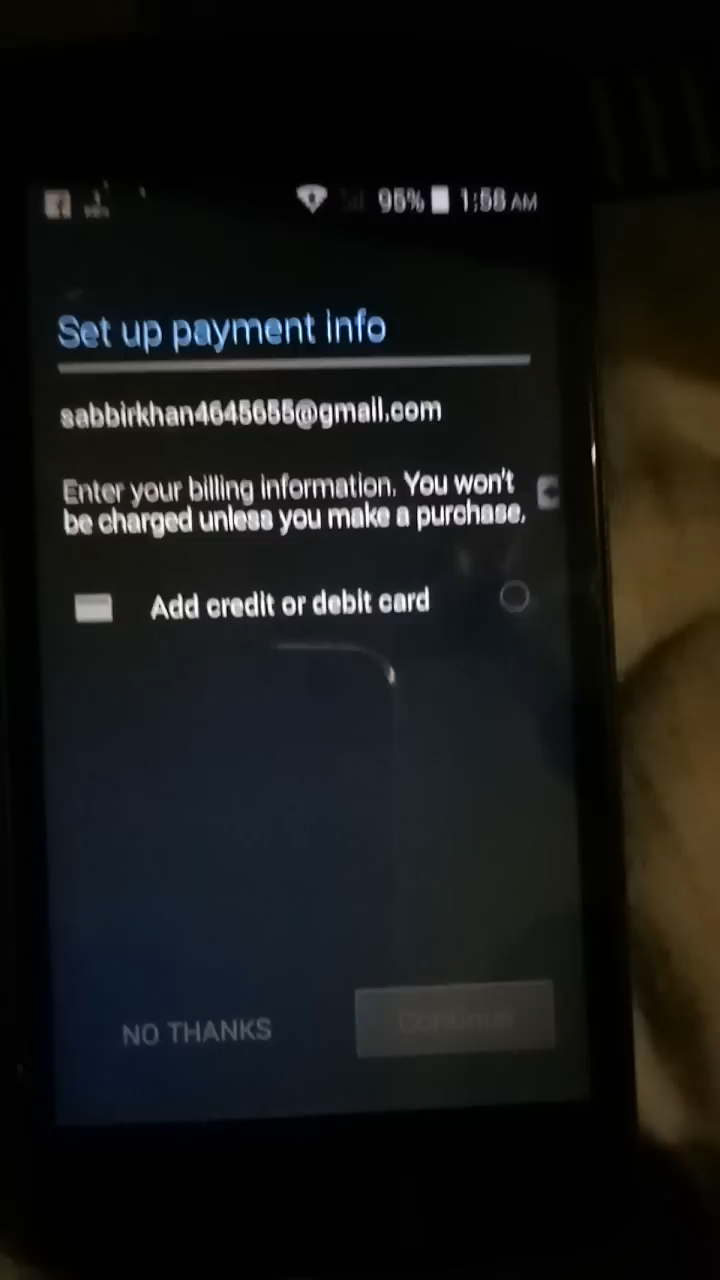 95% 1:58 AM
Set up payment info
sabbirkhan4645655@gmail.com
Enter your billing information. You won't
be charged unless you make a purchase.
Add credit or debit card
NO THANKS
Continue